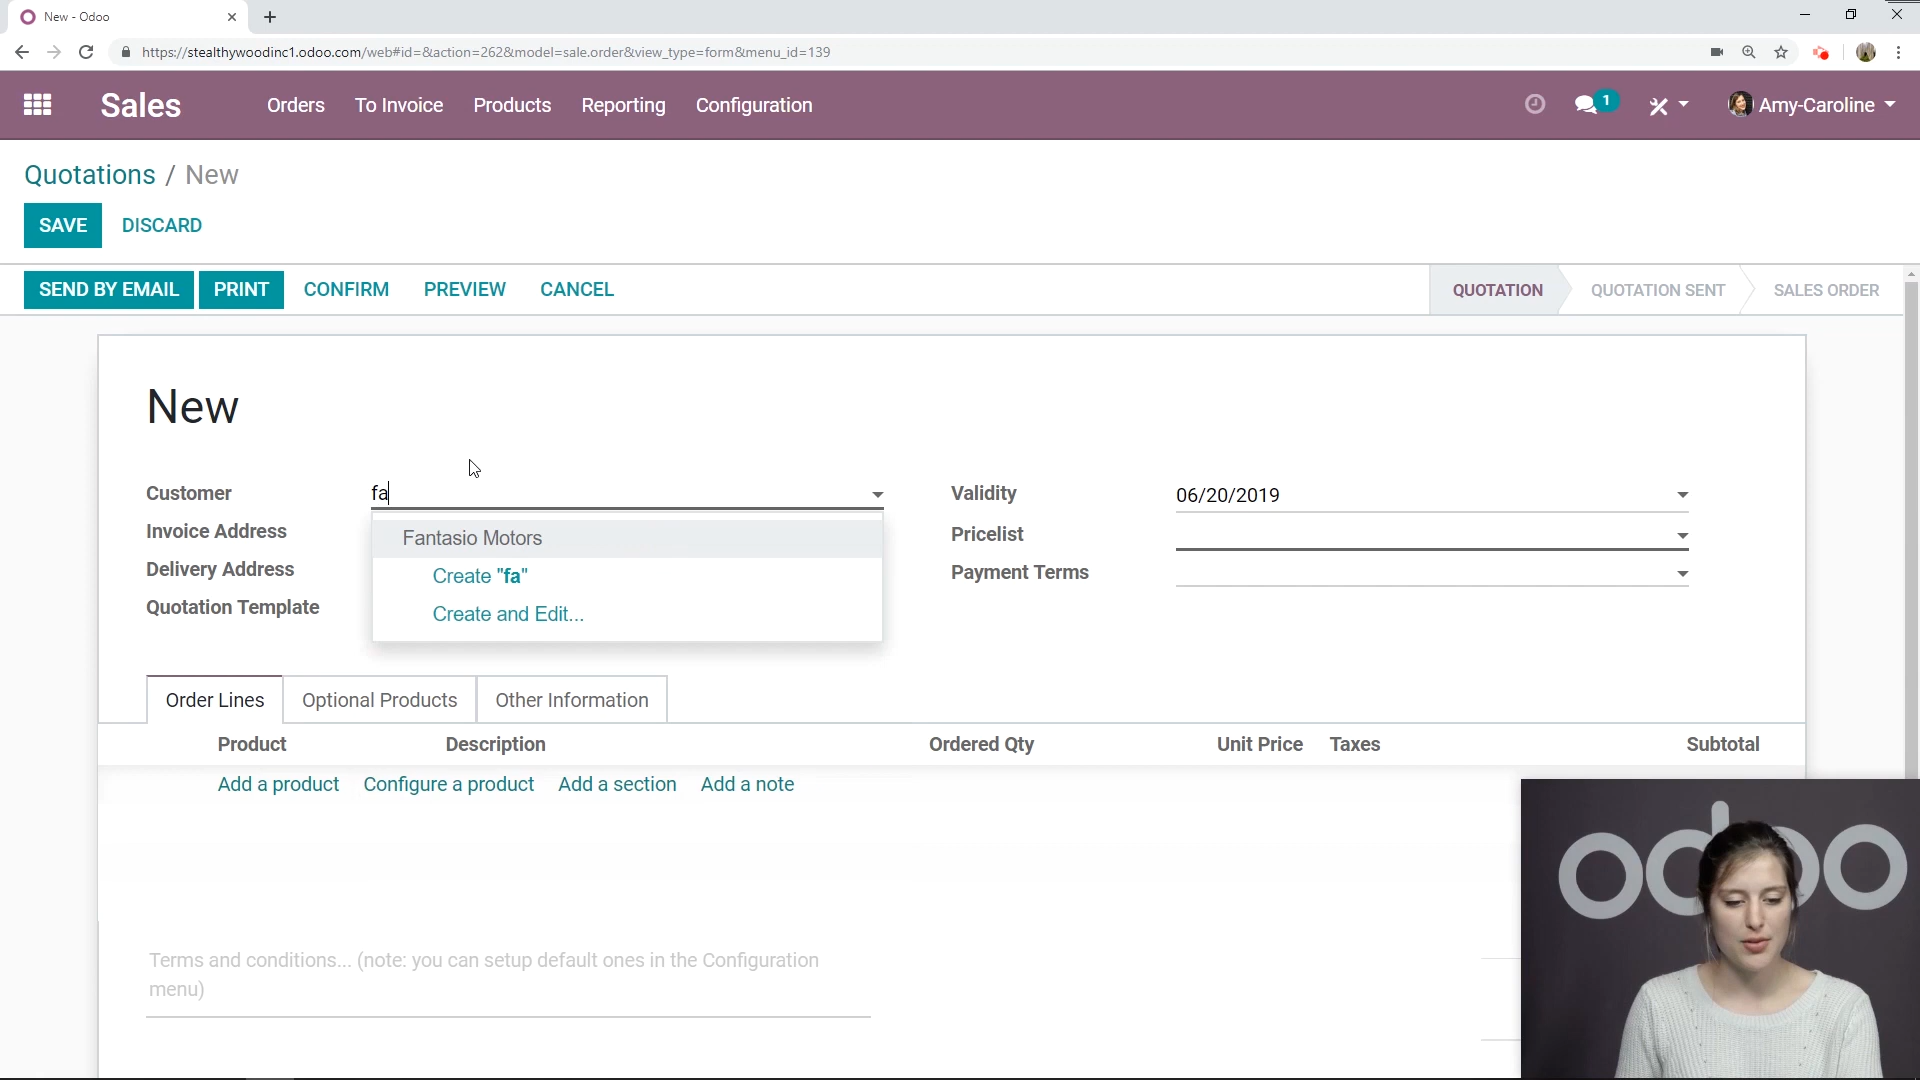 New - Odoo
https://stealthywoodinc1.odoo.com/web#id=&action=262&model=sale.order&view_type=form&menu_id=139
Sales Orders To Invoice Products Reporting Configuration 1 Amy-Caroline
Quotations / New
SAVE DISCARD
SEND BY EMAIL PRINT CONFIRM PREVIEW CANCEL QUOTATION QUOTATION SENT SALES ORDER
New
Customer fa Validity 06/20/2019
Invoice Address Fantasio Motors Pricelist
Delivery Address Create "fa" Payment Terms
Quotation Template Create and Edit...
Order Lines Optional Products Other Information
Product Description Ordered Qty Unit Price Taxes Subtotal
Add a product Configure a product Add a section Add a note
Terms and conditions... (note: you can setup default ones in the Configuration
menu)
odoo